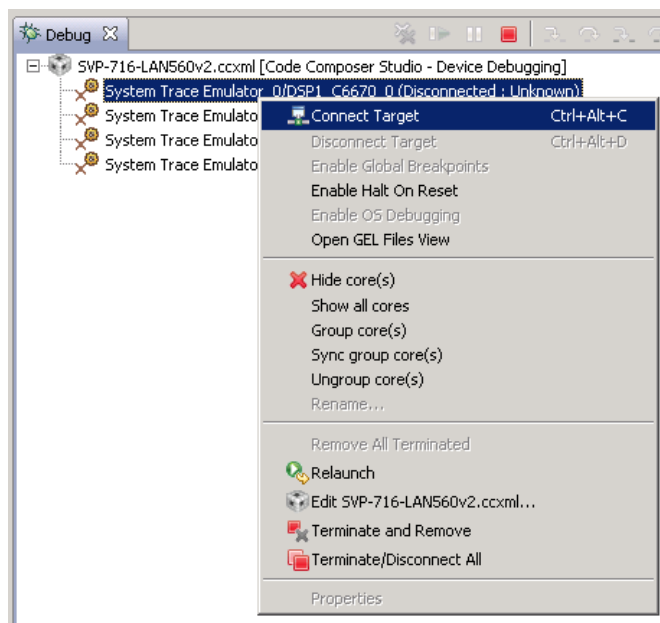 Debug
SVP-716-LAN560v2.ccxml [Code Composer Studio - Device Debugging]
System Trace Emulator_0/DSP1_C6670_0 (Disconnected : Unknown)
System Trace Emulato
System Trace Emulato
System Trace Emulato
Connect Target Ctrl+Alt+C
Disconnect Target Ctrl+Alt+D
Enable Global Breakpoints
Enable Halt On Reset
Enable OS Debugging
Open GEL Files View
Hide core(s)
Show all cores
Group core(s)
Sync group core(s)
Ungroup core(s)
Rename...
Remove All Terminated
Relaunch
Edit SVP-716-LAN560v2.ccxml...
Terminate and Remove
Terminate/Disconnect All
Properties